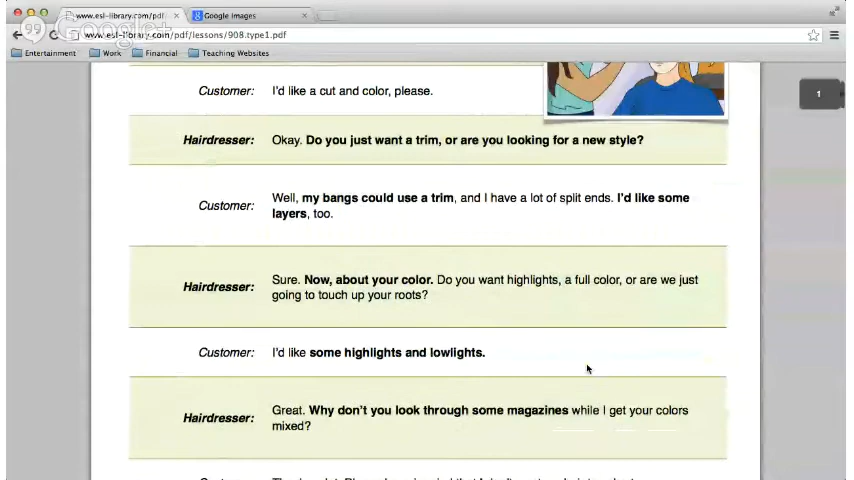 www.esl-library.com/pdf
Google Images
Google+
www.esl-library.com/pdf/lessons/908.type1.pdf
Entertainment Work Financial Teaching Websites
1
Customer: I'd like a cut and color, please.
Hairdresser: Okay. Do you just want a trim, or are you looking for a new style?
Customer: Well, my bangs could use a trim, and I have a lot of split ends. I'd like some
layers, too.
Hairdresser: Sure. Now, about your color. Do you want highlights, a full color, or are we just
going to touch up your roots?
Customer: I'd like some highlights and lowlights.
Hairdresser: Great. Why don't you look through some magazines while I get your colors
mixed?